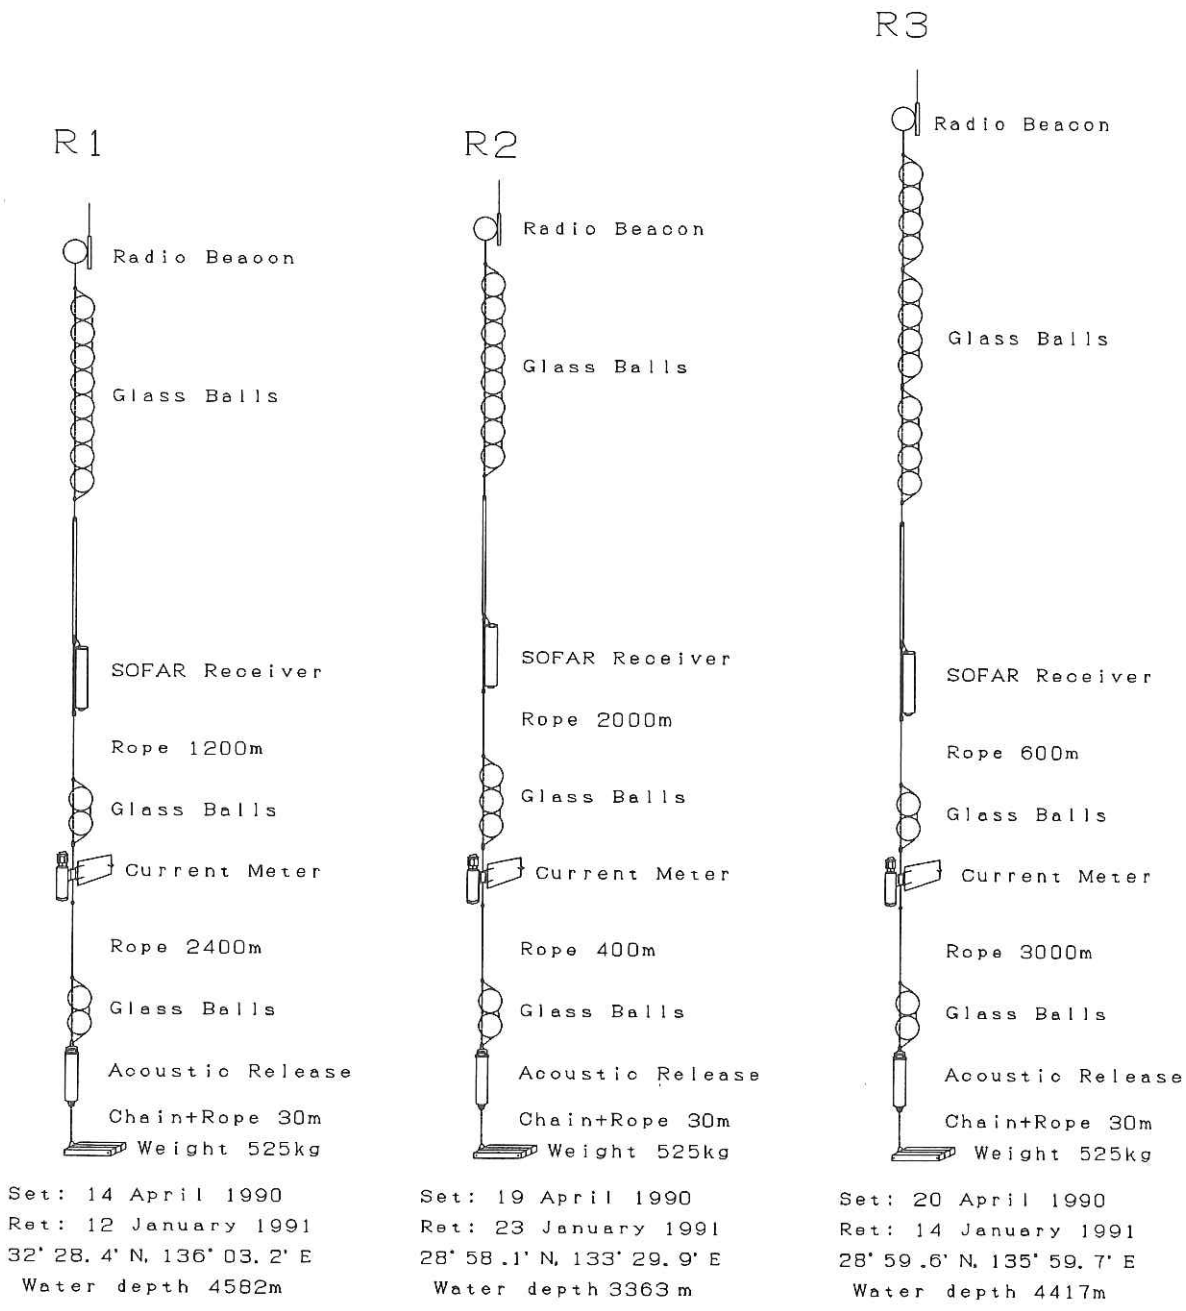 R1
Radio Beacon
Glass Balls
SOFAR Receiver
Rope 1200m
Glass Balls
Current Meter
Rope 2400m
Glass Balls
Acoustic Release
Chain+Rope 30m
Weight 525kg
Set: 14 April 1990
Ret: 12 January 1991
32° 28.4' N, 136° 03.2' E
Water depth 4582m
R2
Radio Beacon
Glass Balls
SOFAR Receiver
Rope 2000m
Glass Balls
Current Meter
Rope 400m
Glass Balls
Acoustic Release
Chain+Rope 30m
Weight 525kg
Set: 19 April 1990
Ret: 23 January 1991
28° 58.1' N, 133° 29.9' E
Water depth 3363m
R3
Radio Beacon
Glass Balls
SOFAR Receiver
Rope 600m
Glass Balls
Current Meter
Rope 3000m
Glass Balls
Acoustic Release
Chain+Rope 30m
Weight 525kg
Set: 20 April 1990
Ret: 14 January 1991
28° 59.6' N, 135° 59.7' E
Water depth 4417m